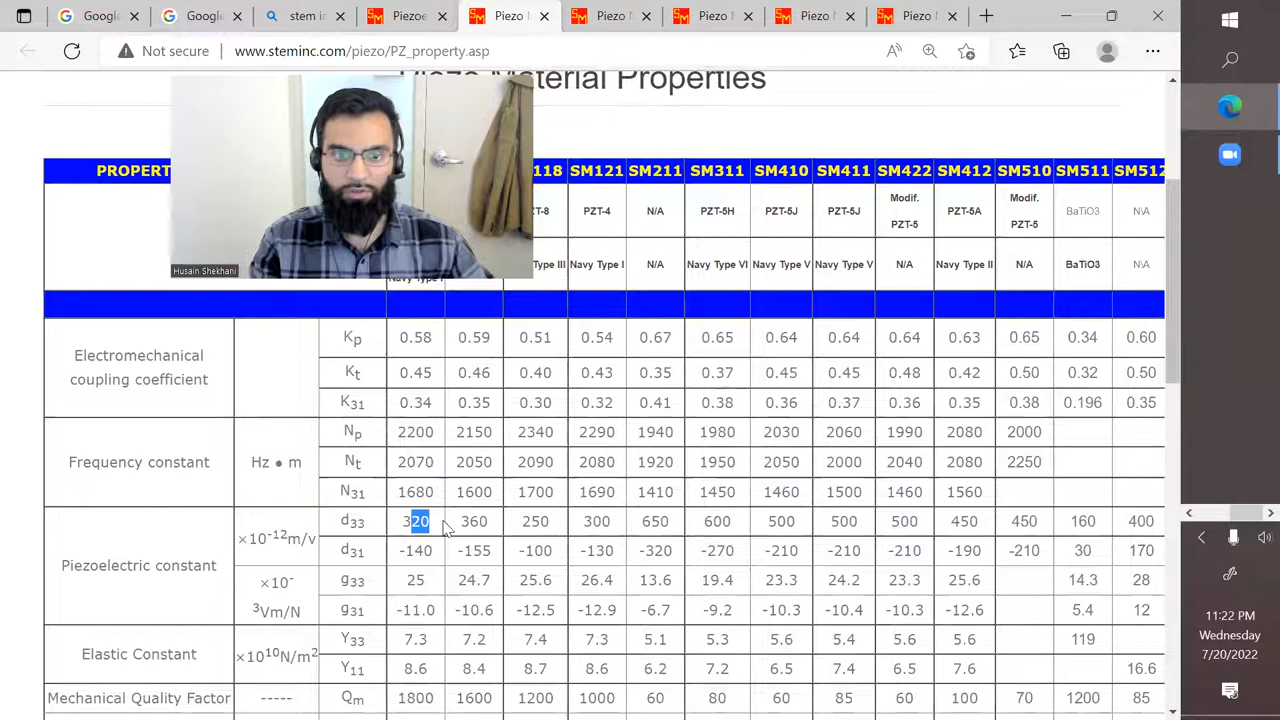 Google
Google
stem in
Piezoe
Piezo
Piezo
Piezo
Piezo
Piezo
Not secure
www.steminc.com/piezo/PZ_property.asp
Material Properties
PROPERT
118 SM121 SM211 SM311 SM410 SM411 SM422 SM412 SM510 SM511 SM512
PZT-4 N/A PZT-5H PZT-5J PZT-5J Modif. PZT-5 PZT-5A Modif. PZT-5 BaTiO3 N\A
Type III Navy Type I N/A Navy Type VI Navy Type V Navy Type V N/A Navy Type II N/A BaTiO3 N\A
Husain Shekhani
Electromechanical coupling coefficient
Kp 0.58 0.59 0.51 0.54 0.67 0.65 0.64 0.64 0.64 0.63 0.65 0.34 0.60
Kt 0.45 0.46 0.40 0.43 0.35 0.37 0.45 0.45 0.48 0.42 0.50 0.32 0.50
K31 0.34 0.35 0.30 0.32 0.41 0.38 0.36 0.37 0.36 0.35 0.38 0.196 0.35
Frequency constant Hz ● m
Np 2200 2150 2340 2290 1940 1980 2030 2060 1990 2080 2000
Nt 2070 2050 2090 2080 1920 1950 2050 2000 2040 2080 2250
N31 1680 1600 1700 1690 1410 1450 1460 1500 1460 1560
Piezoelectric constant
×10-12m/v
d33 320 360 250 300 650 600 500 500 500 450 450 160 400
d31 -140 -155 -100 -130 -320 -270 -210 -210 -210 -190 -210 30 170
×10-3Vm/N
g33 25 24.7 25.6 26.4 13.6 19.4 23.3 24.2 23.3 25.6 14.3 28
g31 -11.0 -10.6 -12.5 -12.9 -6.7 -9.2 -10.3 -10.4 -10.3 -12.6 5.4 12
Elastic Constant ×1010N/m2
Y33 7.3 7.2 7.4 7.3 5.1 5.3 5.6 5.4 5.6 5.6 119
Y11 8.6 8.4 8.7 8.6 6.2 7.2 6.5 7.4 6.5 7.6 16.6
Mechanical Quality Factor ----- Qm 1800 1600 1200 1000 60 80 60 85 60 100 70 1200 85
11:22 PM
Wednesday
7/20/2022